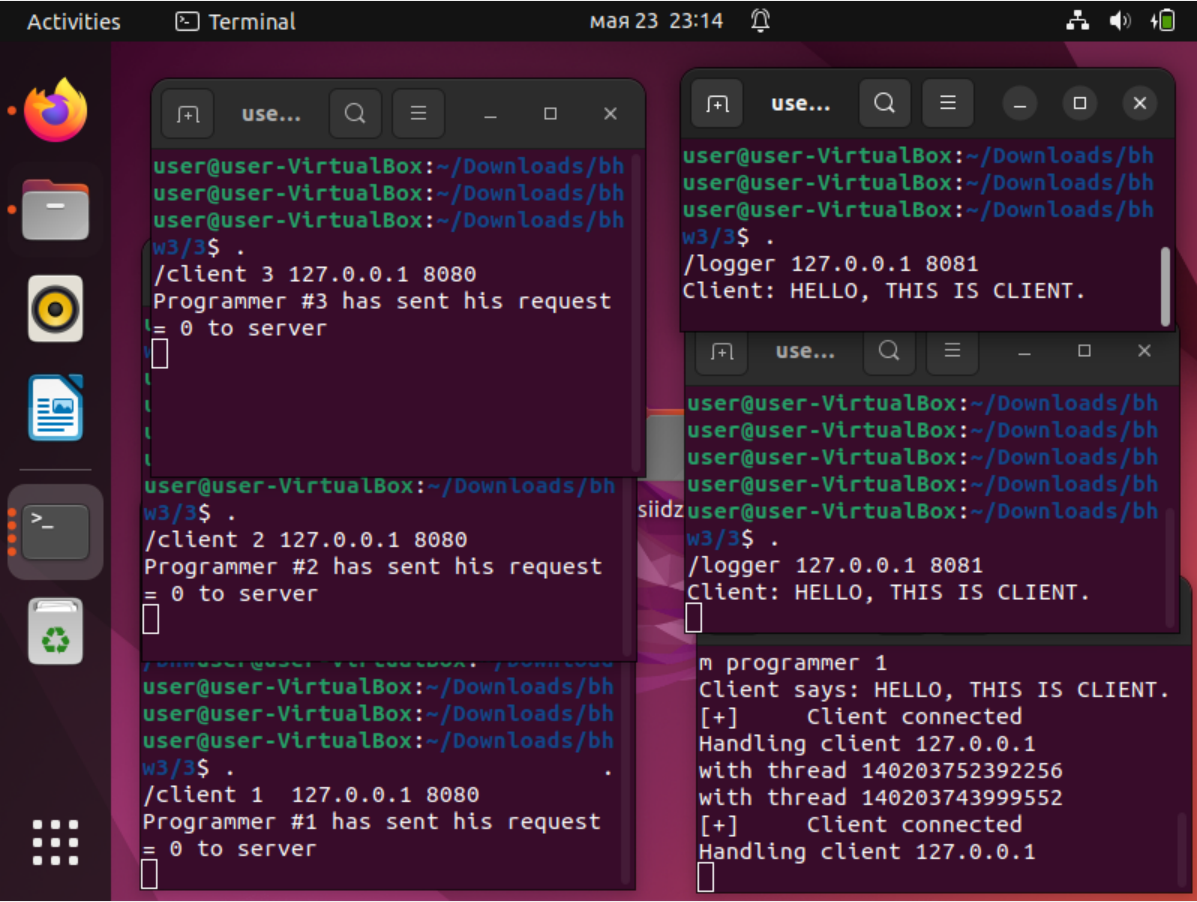 Activities
Terminal
мая 23 23:14
use...
user@user-VirtualBox:~/Downloads/bh
user@user-VirtualBox:~/Downloads/bh
user@user-VirtualBox:~/Downloads/bh
w3/3$ .
/client 3 127.0.0.1 8080
Programmer #3 has sent his request
= 0 to server
user@user-VirtualBox:~/Downloads/bh
w3/3$ .
/client 2 127.0.0.1 8080
Programmer #2 has sent his request
= 0 to server
user@user-VirtualBox:~/Downloads/bh
user@user-VirtualBox:~/Downloads/bh
user@user-VirtualBox:~/Downloads/bh
w3/3$ . .
/client 1  127.0.0.1 8080
Programmer #1 has sent his request
= 0 to server
use...
user@user-VirtualBox:~/Downloads/bh
user@user-VirtualBox:~/Downloads/bh
user@user-VirtualBox:~/Downloads/bh
w3/3$ .
/logger 127.0.0.1 8081
Client: HELLO, THIS IS CLIENT.
use...
user@user-VirtualBox:~/Downloads/bh
user@user-VirtualBox:~/Downloads/bh
user@user-VirtualBox:~/Downloads/bh
user@user-VirtualBox:~/Downloads/bh
user@user-VirtualBox:~/Downloads/bh
w3/3$ .
/logger 127.0.0.1 8081
Client: HELLO, THIS IS CLIENT.
siidz
m programmer 1
Client says: HELLO, THIS IS CLIENT.
[+]     Client connected
Handling client 127.0.0.1
with thread 140203752392256
with thread 140203743999552
[+]     Client connected
Handling client 127.0.0.1